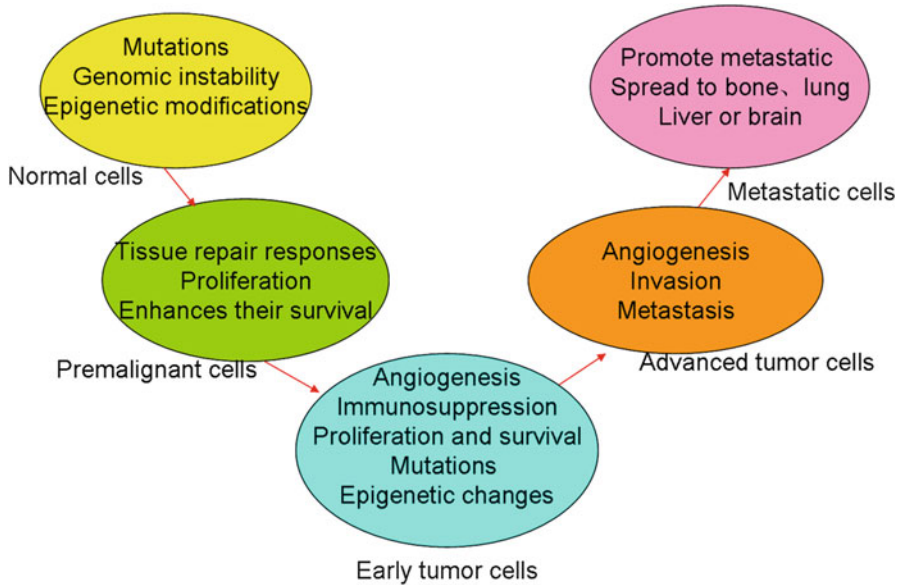 Mutations
Genomic instability
Epigenetic modifications
Normal cells
Tissue repair responses
Proliferation
Enhances their survival
Premalignant cells
Angiogenesis
Immunosuppression
Proliferation and survival
Mutations
Epigenetic changes
Early tumor cells
Angiogenesis
Invasion
Metastasis
Advanced tumor cells
Promote metastatic
Spread to bone、lung
Liver or brain
Metastatic cells